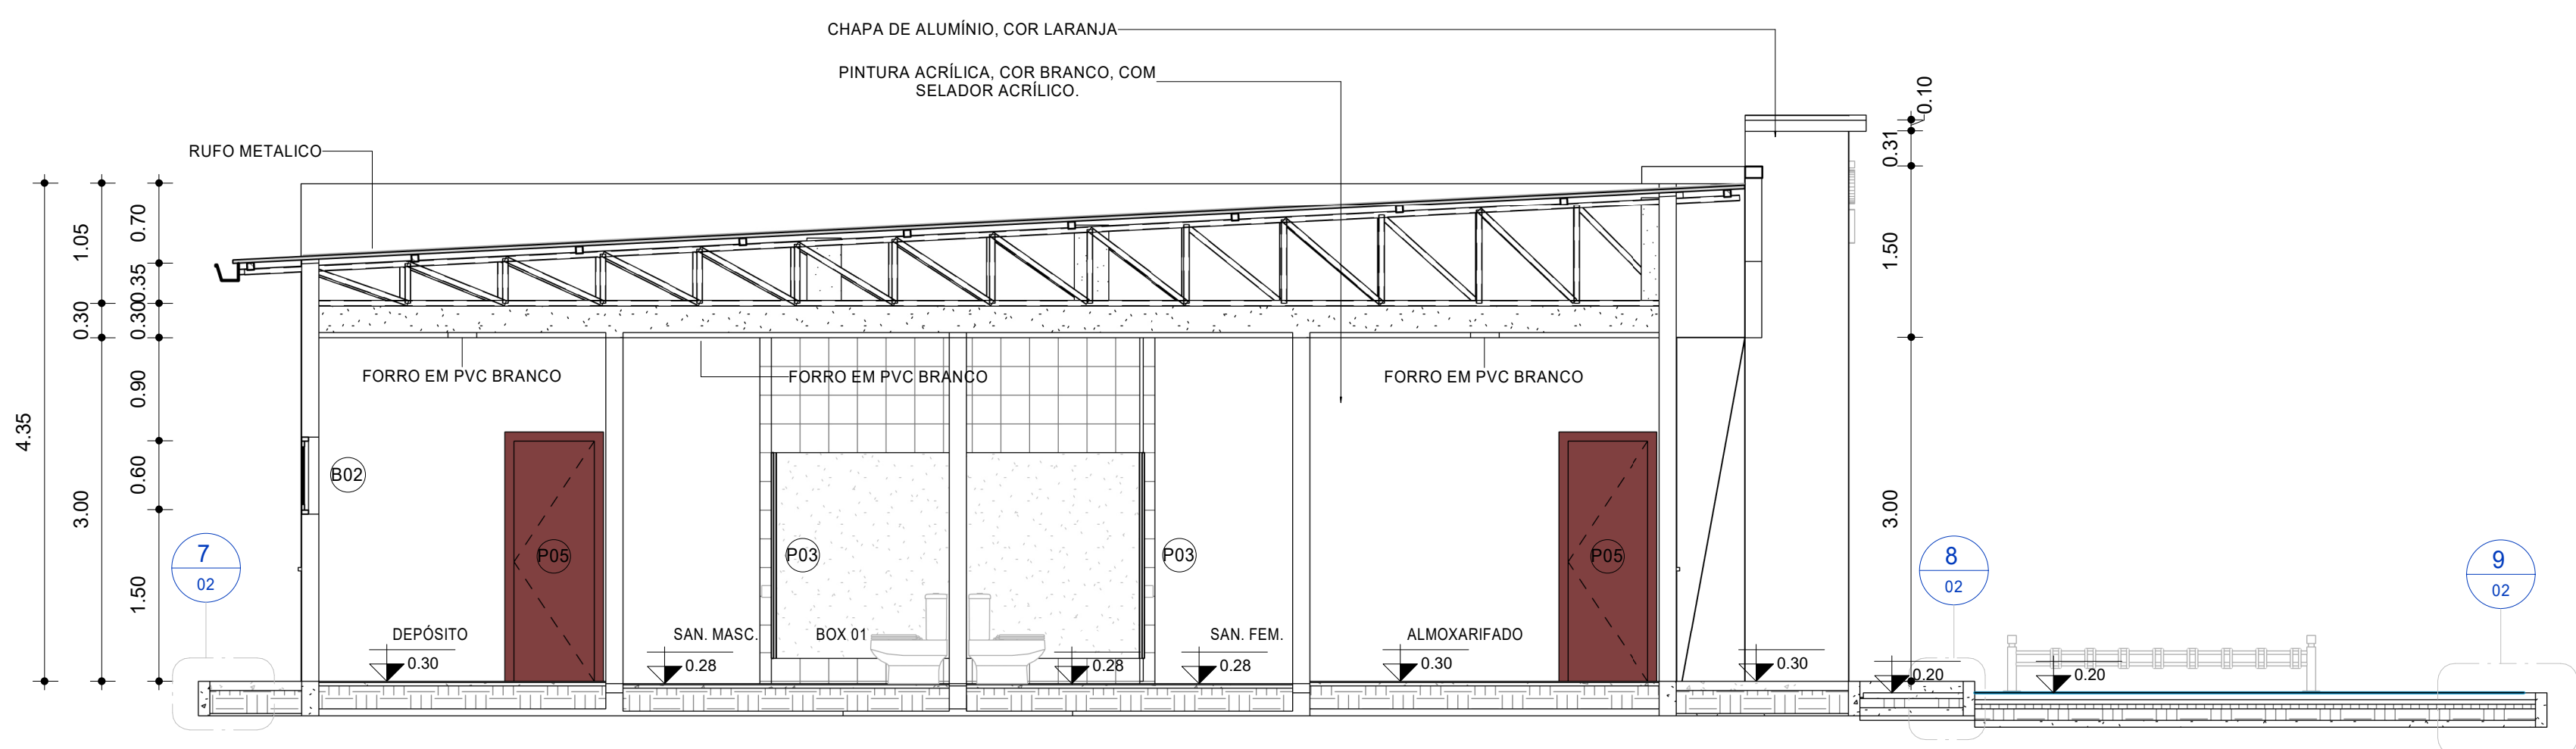 CHAPA DE ALUMÍNIO, COR LARANJA
PINTURA ACRÍLICA, COR BRANCO, COM
SELADOR ACRÍLICO.
RUFO METALICO
0.10
0.31
1.50
3.00
4.35
1.05
0.30
3.00
0.70
0.35
0.30
0.90
0.60
1.50
FORRO EM PVC BRANCO
FORRO EM PVC BRANCO
FORRO EM PVC BRANCO
B02
P05
P03
P03
P05
7
02
8
02
9
02
DEPÓSITO
0.30
SAN. MASC.
0.28
BOX 01
0.28
SAN. FEM.
0.28
ALMOXARIFADO
0.30
0.30
0.20
0.20